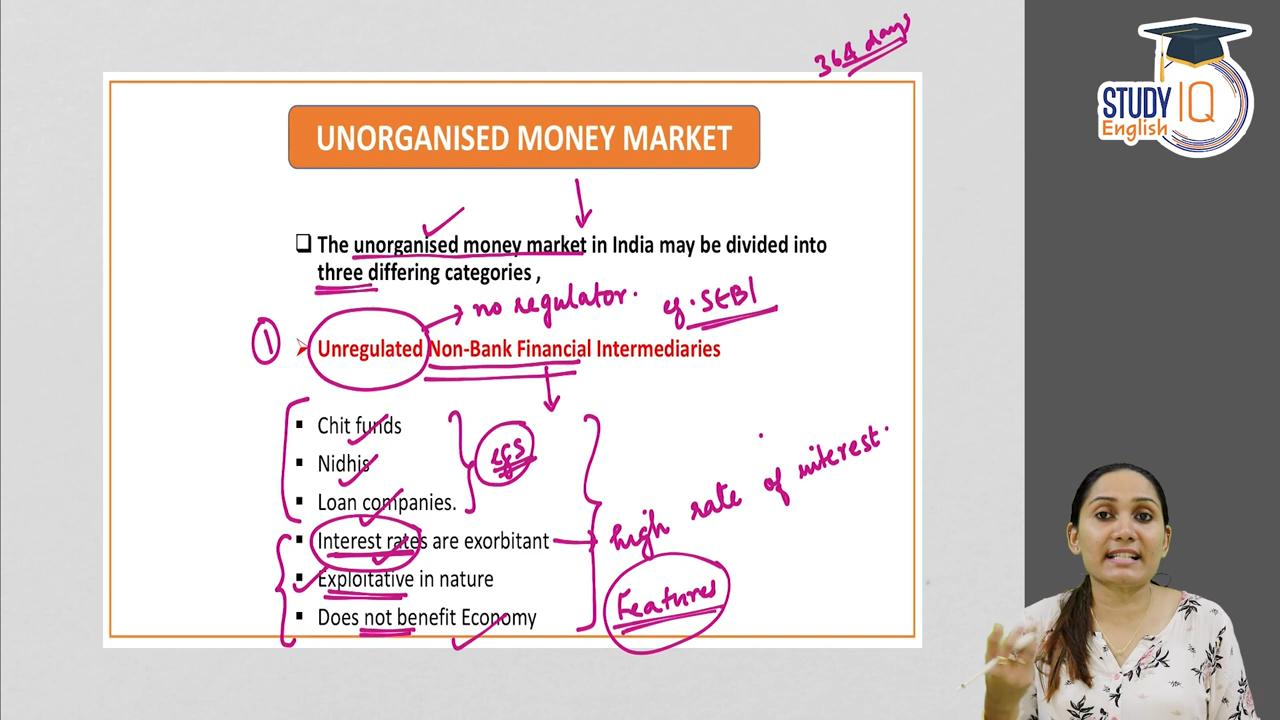 364 days
STUDY IQ
English
UNORGANISED MONEY MARKET
❑ The unorganised money market in India may be divided into
three differing categories ,
→ no regulator. eg. SEBI
① ➢ Unregulated Non-Bank Financial Intermediaries
▪ Chit funds
▪ Nidhis
egs
▪ Loan companies.
▪ Interest rates are exorbitant
high rate of interest.
▪ Exploitative in nature
Features
▪ Does not benefit Economy